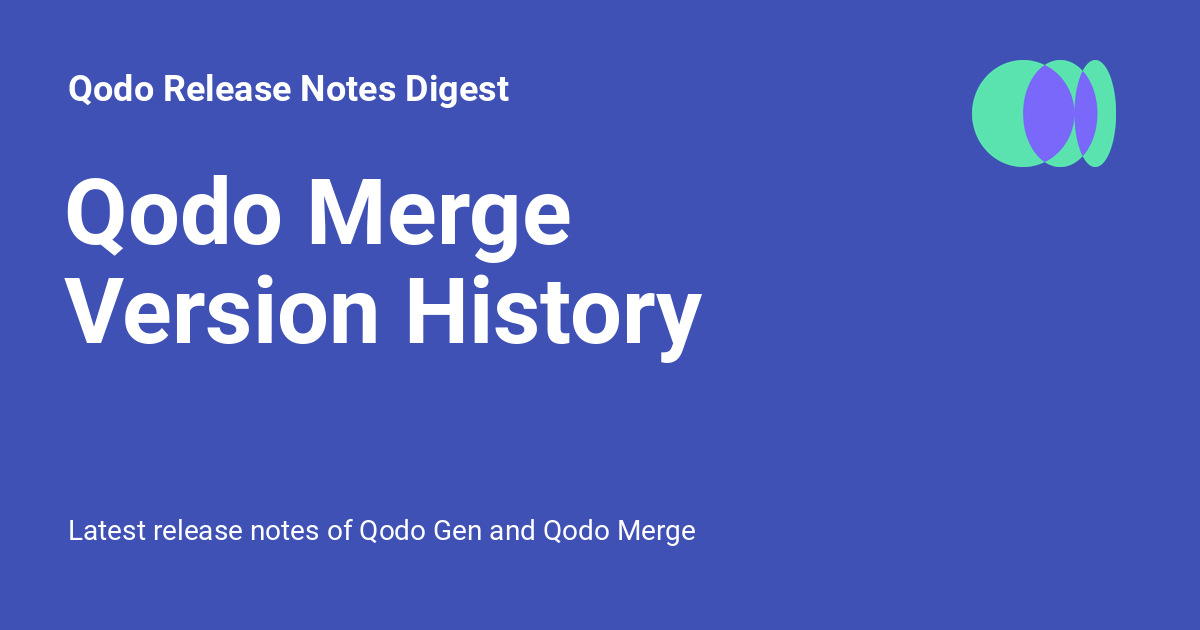 Qodo Release Notes Digest
Qodo Merge
Version History
Latest release notes of Qodo Gen and Qodo Merge